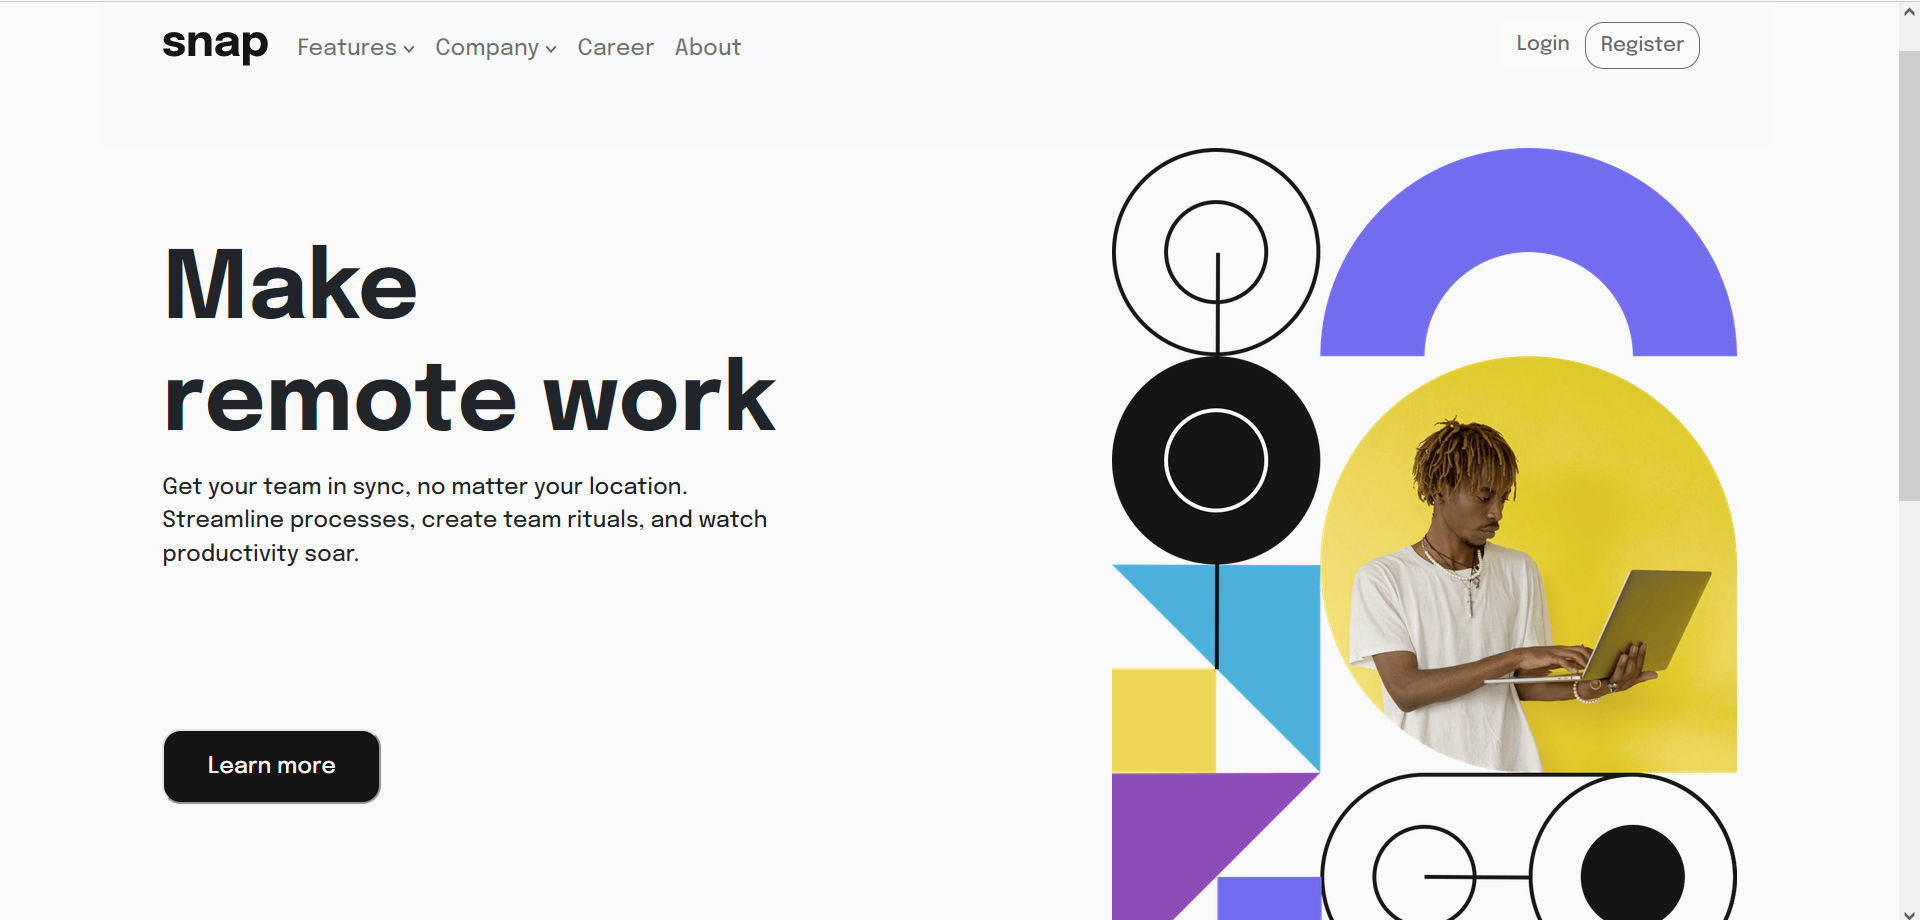 snap Features Company Career About Login Register
Make
remote work
Get your team in sync, no matter your location.
Streamline processes, create team rituals, and watch
productivity soar.
Learn more